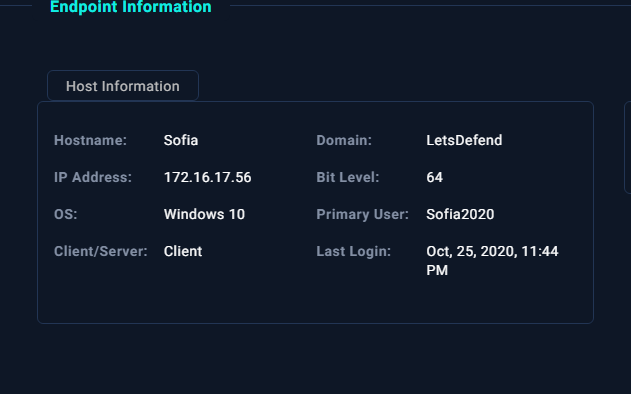 Endpoint Information
Host Information
Hostname: Sofia Domain: LetsDefend
IP Address: 172.16.17.56 Bit Level: 64
OS: Windows 10 Primary User: Sofia2020
Client/Server: Client Last Login: Oct, 25, 2020, 11:44
PM